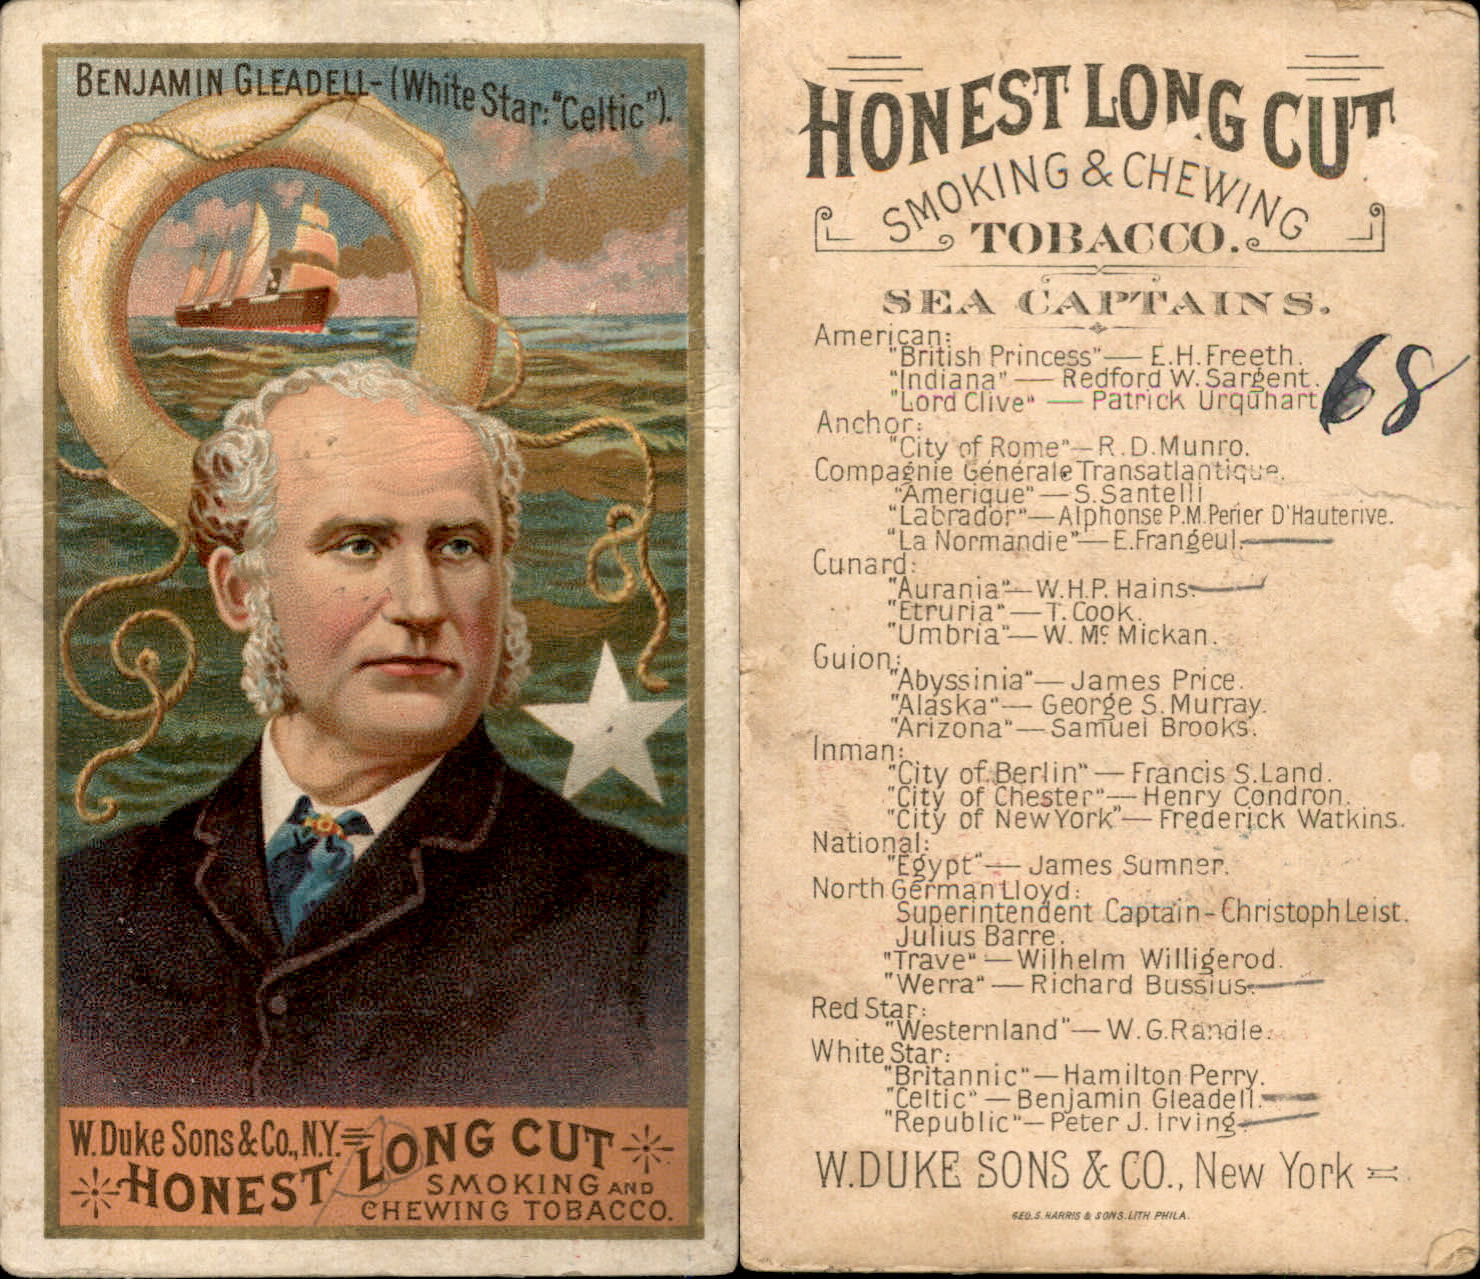 BENJAMIN GLEADELL- (White Star: "Celtic").
W. Duke Sons & Co., N.Y.
HONEST LONG CUT
SMOKING AND
CHEWING TOBACCO.
HONEST LONG CUT
SMOKING & CHEWING
TOBACCO.
SEA CAPTAINS.
American:
"British Princess"— E.H. Freeth.
"Indiana" — Redford W. Sargent.
"Lord Clive" — Patrick Urquhart
68
Anchor:
"City of Rome"— R.D. Munro.
Compagnie Générale Transatlantique.
"Amerique"— S. Santelli
"Labrador"— Alphonse P.M. Perier D'Hauterive.
"La Normandie"— E. Frangeul.
Cunard:
"Aurania"— W.H.P. Hains.
"Etruria"— T. Cook.
"Umbria"— W. Mc Mickan.
Guion:
"Abyssinia"— James Price.
"Alaska"— George S. Murray.
"Arizona"— Samuel Brooks.
Inman:
"City of Berlin"— Francis S. Land.
"City of Chester"— Henry Condron.
"City of New York"— Frederick Watkins.
National:
"Egypt"— James Sumner.
North German Lloyd:
Superintendent Captain- Christoph Leist.
Julius Barre.
"Trave"— Wilhelm Willigerod.
"Werra"— Richard Bussius.
Red Star:
"Westernland"— W.G. Randle.
White Star:
"Britannic"— Hamilton Perry.
"Celtic"— Benjamin Gleadell.
"Republic"— Peter J. Irving.
W. DUKE SONS & CO., New York
GEO. S. HARRIS & SONS. LITH PHILA.